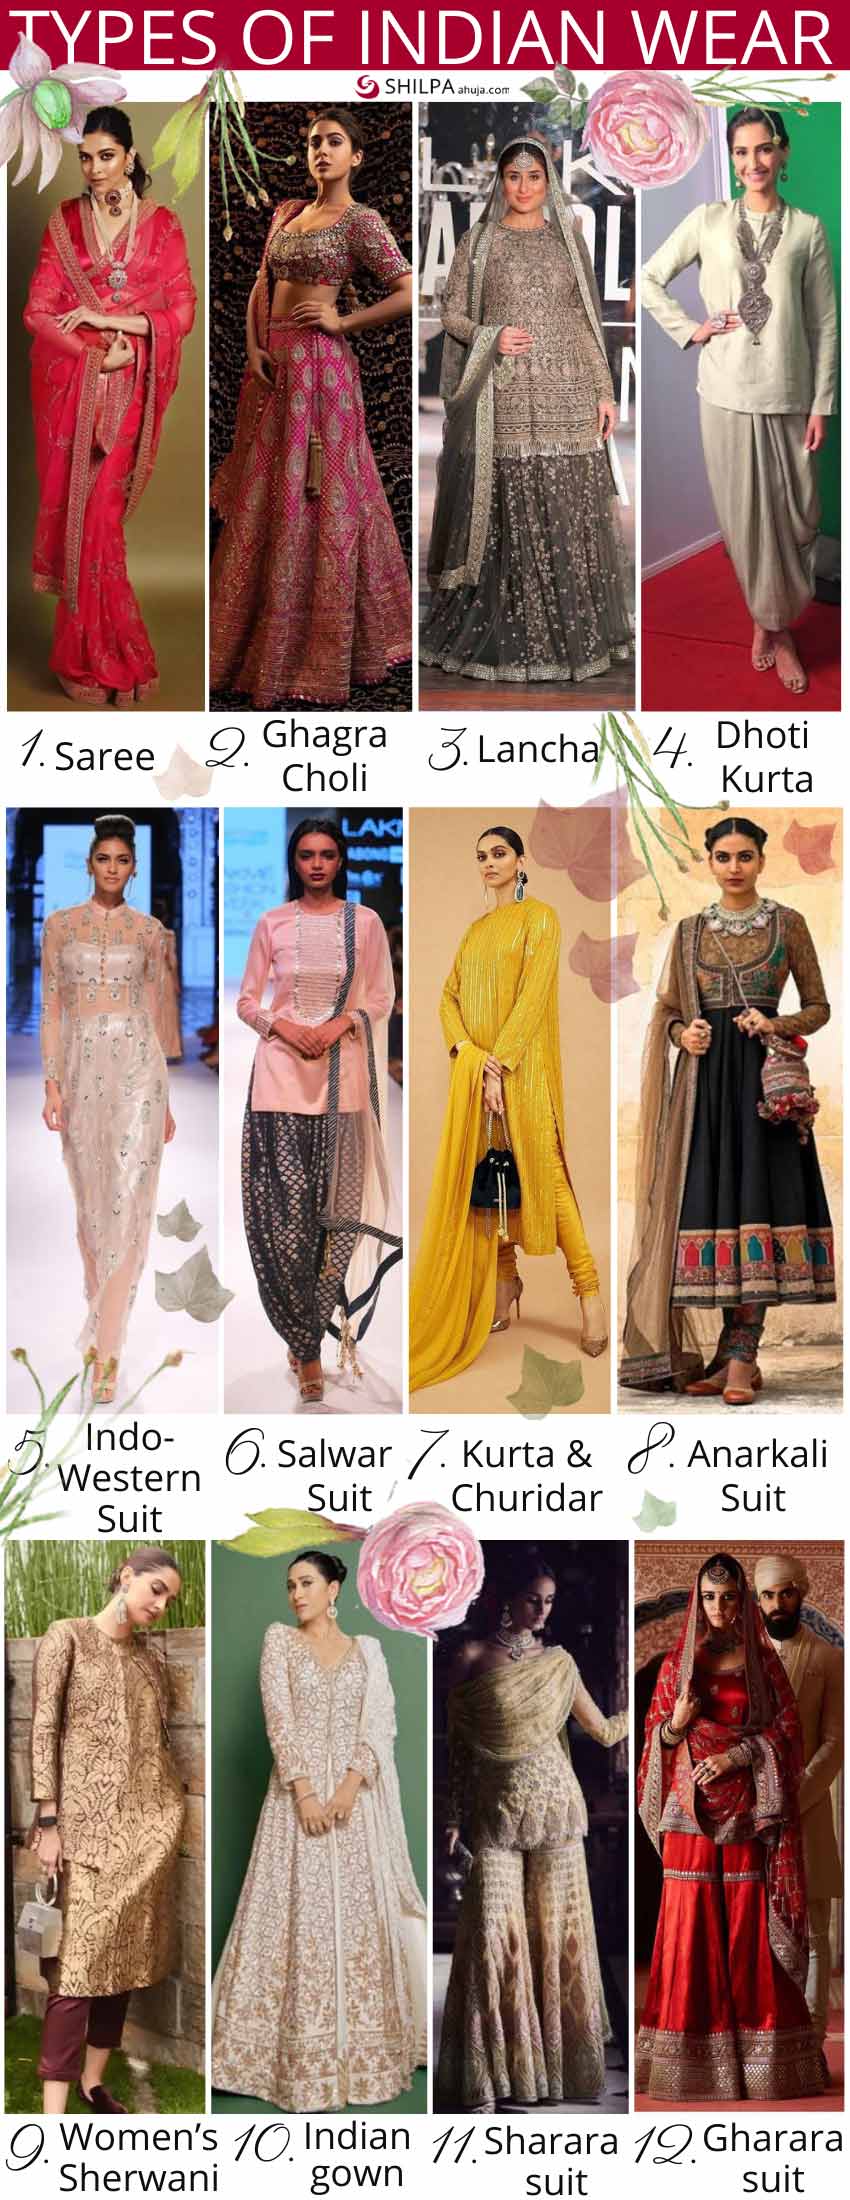 TYPES OF INDIAN WEAR
SHILPA ahuja.com
1. Saree
2. Ghagra
Choli
3. Lancha
4. Dhoti
Kurta
5. Indo-
Western
Suit
6. Salwar
Suit
7. Kurta &
Churidar
8. Anarkali
Suit
9. Women's
Sherwani
10. Indian
gown
11. Sharara
suit
12. Gharara
suit